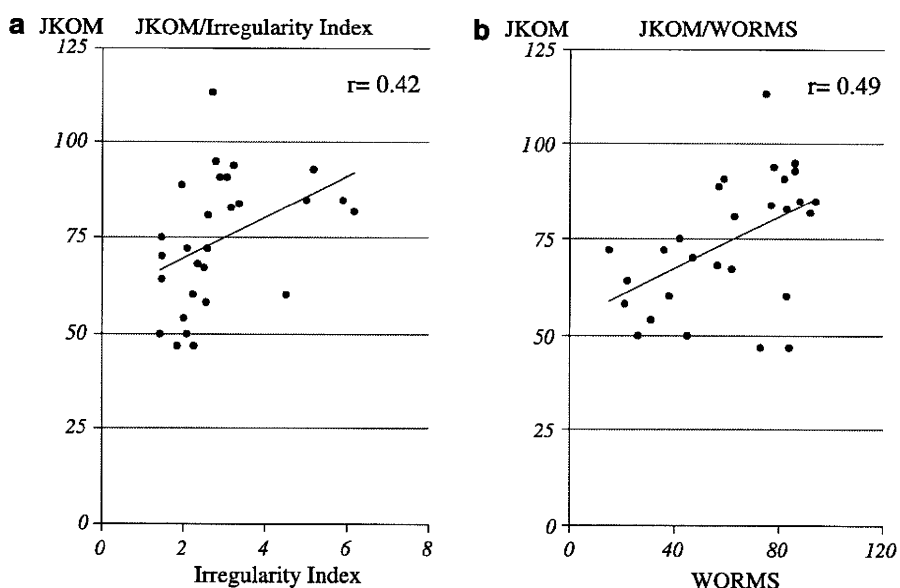 a JKOM JKOM/Irregularity Index
r= 0.42
125
100
75
50
25
0
0 2 4 6 8
Irregularity Index
b JKOM JKOM/WORMS
r= 0.49
125
100
75
50
25
0
0 40 80 120
WORMS